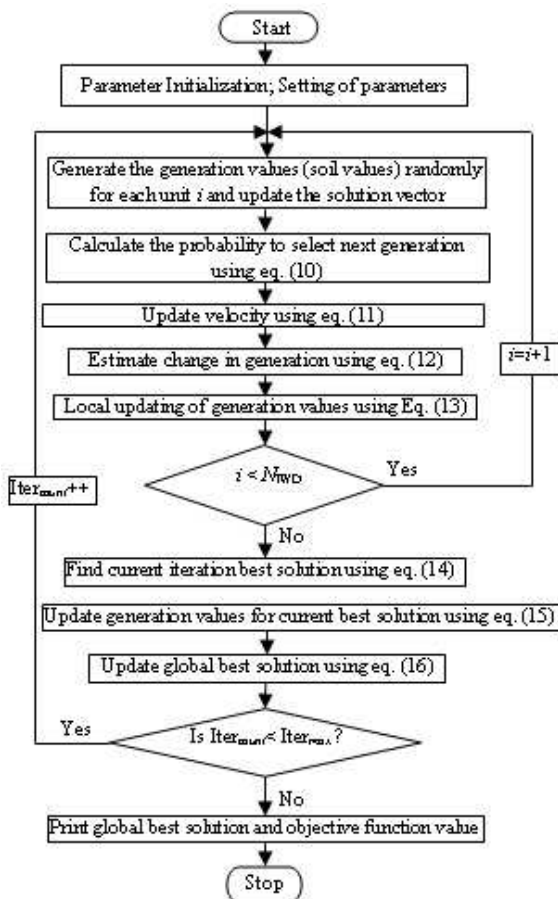 Start
Parameter Initialization; Setting of parameters
Generate the generation values (soil values) randomly
for each unit i and update the solution vector
Calculate the probability to select next generation
using eq. (10)
Update velocity using eq. (11)
Estimate change in generation using eq. (12)
i=i+1
Local updating of generation values using Eq. (13)
i < N_IWD
Yes
Iter_count++
No
Find current iteration best solution using eq. (14)
Update generation values for current best solution using eq. (15)
Update global best solution using eq. (16)
Yes
Is Iter_count < Iter_max ?
No
Print global best solution and objective function value
Stop